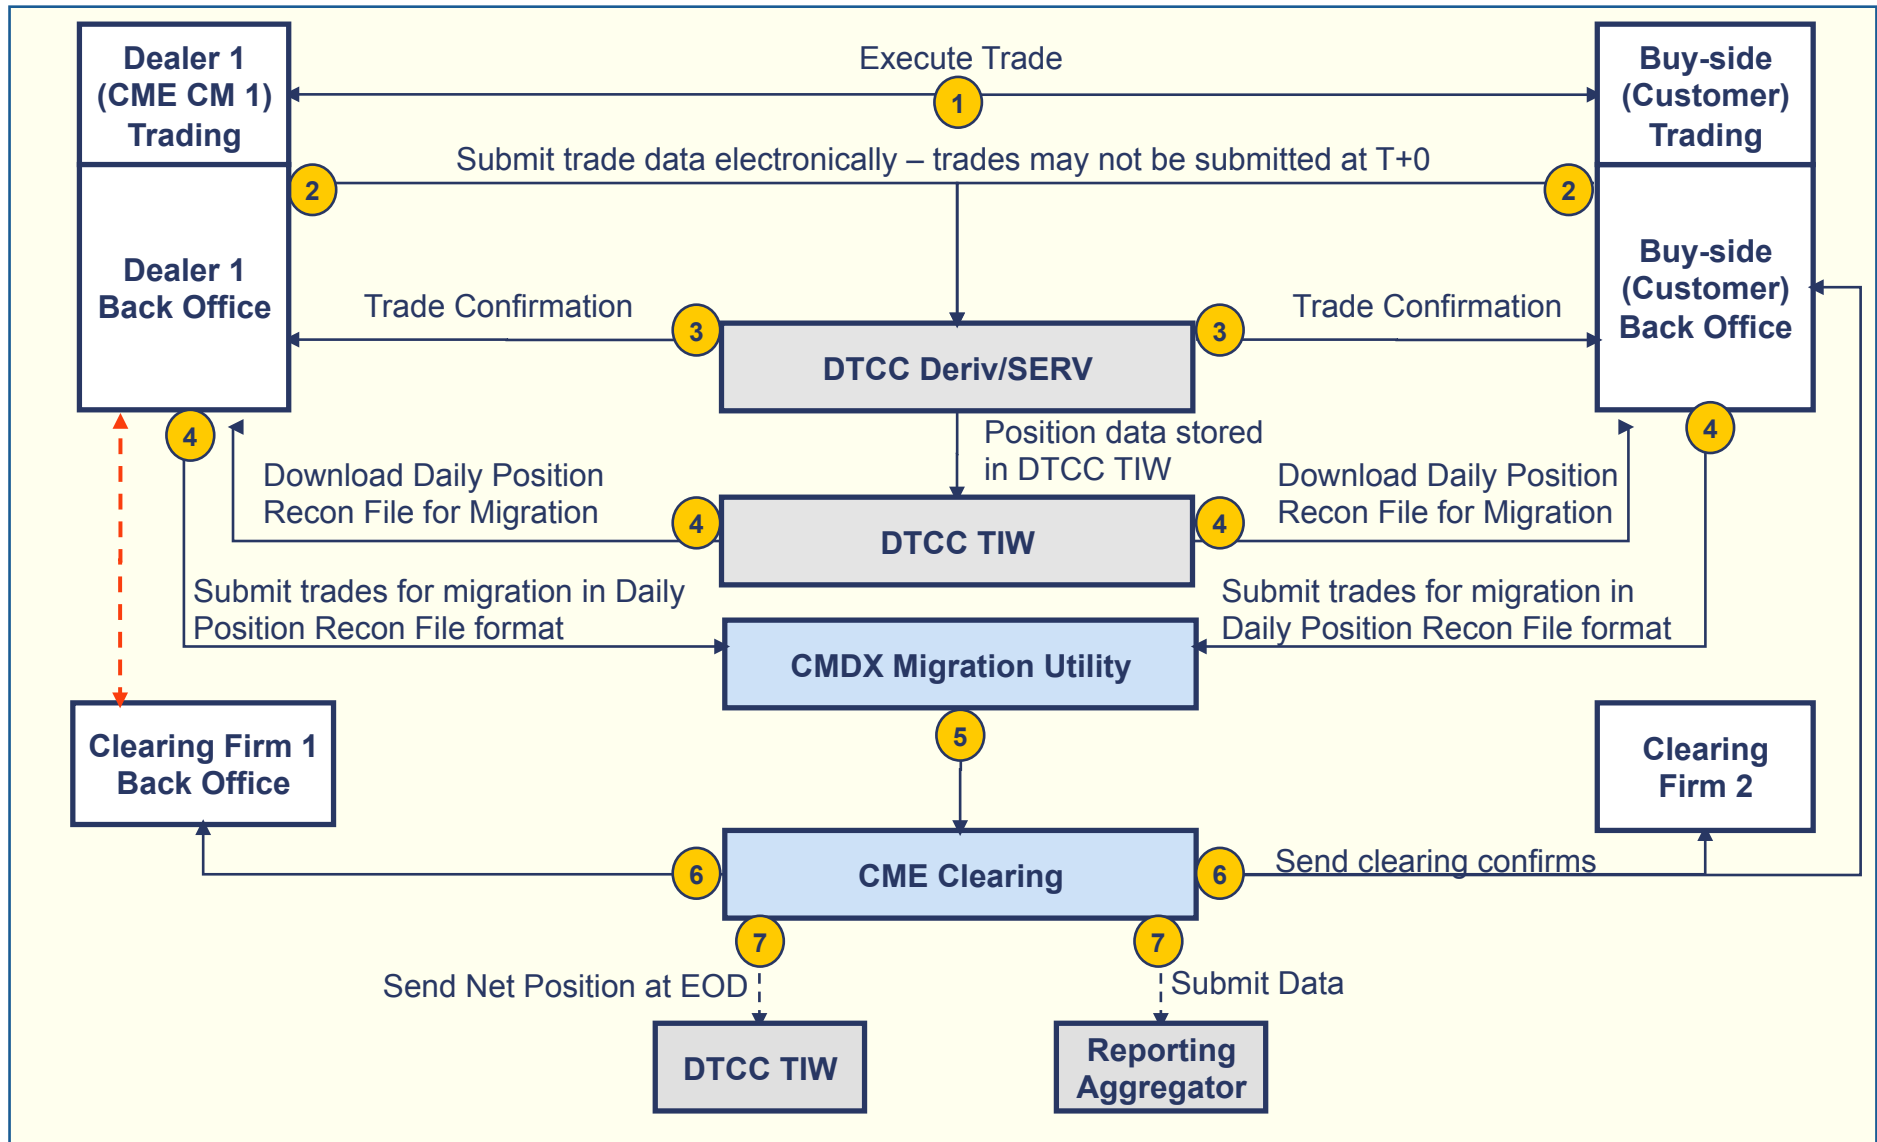 Dealer 1
(CME CM 1)
Trading
Execute Trade
1
Buy-side
(Customer)
Trading
2
Submit trade data electronically – trades may not be submitted at T+0
2
Dealer 1
Back Office
Buy-side
(Customer)
Back Office
Trade Confirmation
3
DTCC Deriv/SERV
3
Trade Confirmation
4
Download Daily Position
Recon File for Migration
Position data stored
in DTCC TIW
Download Daily Position
Recon File for Migration
4
4
DTCC TIW
4
Submit trades for migration in Daily
Position Recon File format
CMDX Migration Utility
Submit trades for migration in
Daily Position Recon File format
5
Clearing Firm 1
Back Office
Clearing
Firm 2
6
CME Clearing
6
Send clearing confirms
7
7
Send Net Position at EOD
Submit Data
DTCC TIW
Reporting
Aggregator